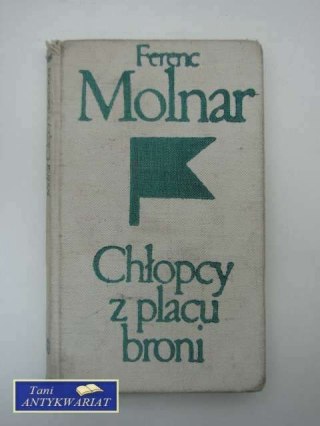 Ferenc
Molnar
Chłopcy
z placu
broni
Tani
ANTYKWARIAT